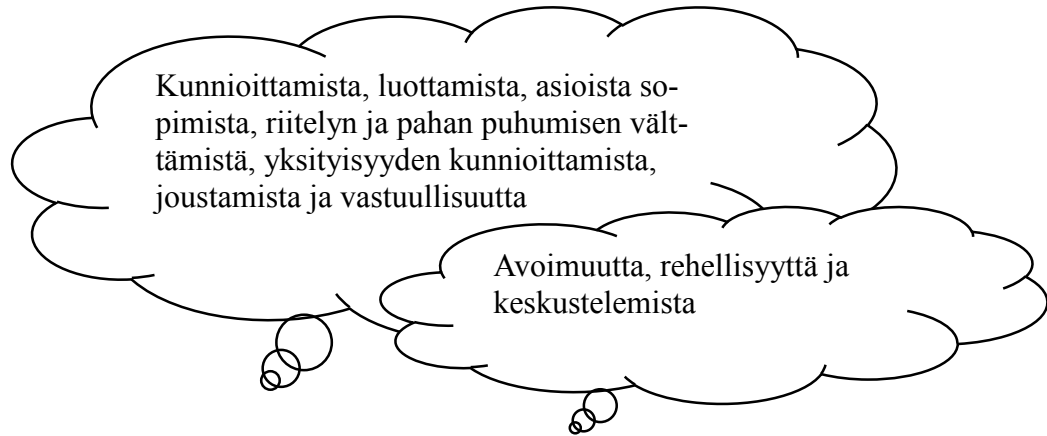 Kunnioittamista, luottamista, asioista so-
pimista, riitelyn ja pahan puhumisen vält-
tämistä, yksityisyyden kunnioittamista,
joustamista ja vastuullisuutta
Avoimuutta, rehellisyyttä ja
keskustelemista